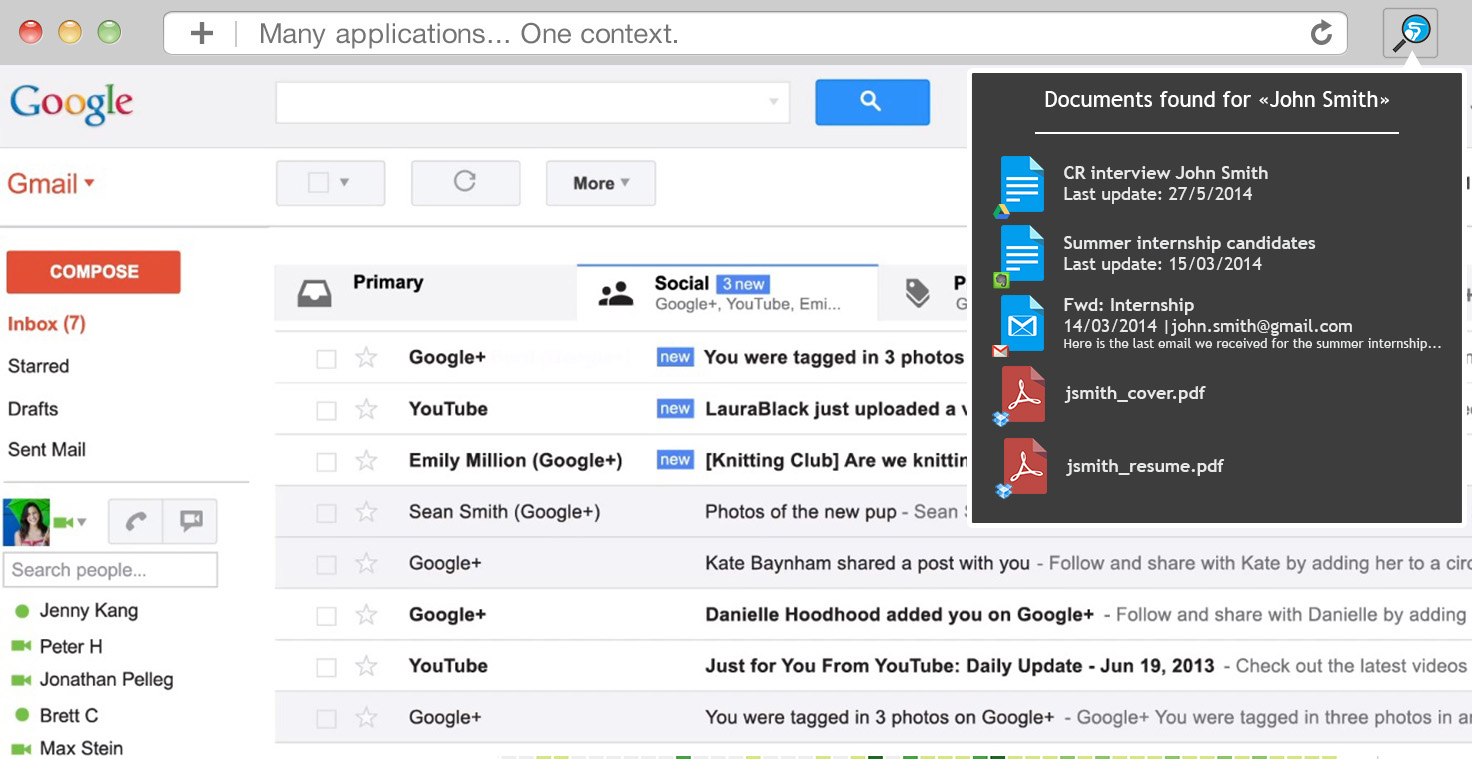 Many applications... One context.
Google
Gmail
More
COMPOSE
Inbox (7)
Starred
Drafts
Sent Mail
Search people...
Jenny Kang
Peter H
Jonathan Pelleg
Brett C
Max Stein
Primary
Social 3 new
Google+, YouTube, Emi...
P
G
Google+ new You were tagged in 3 photos
YouTube new LauraBlack just uploaded a v
Emily Million (Google+) new [Knitting Club] Are we knittin
Sean Smith (Google+) Photos of the new pup - Sean S
Google+ Kate Baynham shared a post with you - Follow and share with Kate by adding her to a circ
Google+ Danielle Hoodhood added you on Google+ - Follow and share with Danielle by adding
YouTube Just for You From YouTube: Daily Update - Jun 19, 2013 - Check out the latest videos
Google+ You were tagged in 3 photos on Google+ - Google+ You were tagged in three photos in an
Documents found for «John Smith»
CR interview John Smith
Last update: 27/5/2014
Summer internship candidates
Last update: 15/03/2014
Fwd: Internship
14/03/2014 |john.smith@gmail.com
Here is the last email we received for the summer internship...
jsmith_cover.pdf
jsmith_resume.pdf